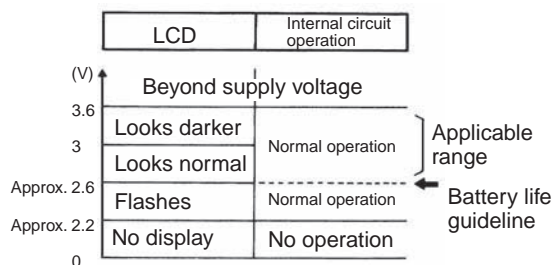 LCD
Internal circuit
operation
(V)
Beyond supply voltage
3.6
Looks darker
Normal operation
Applicable
range
3
Looks normal
Approx. 2.6
Battery life
guideline
Flashes
Normal operation
Approx. 2.2
No display
No operation
0